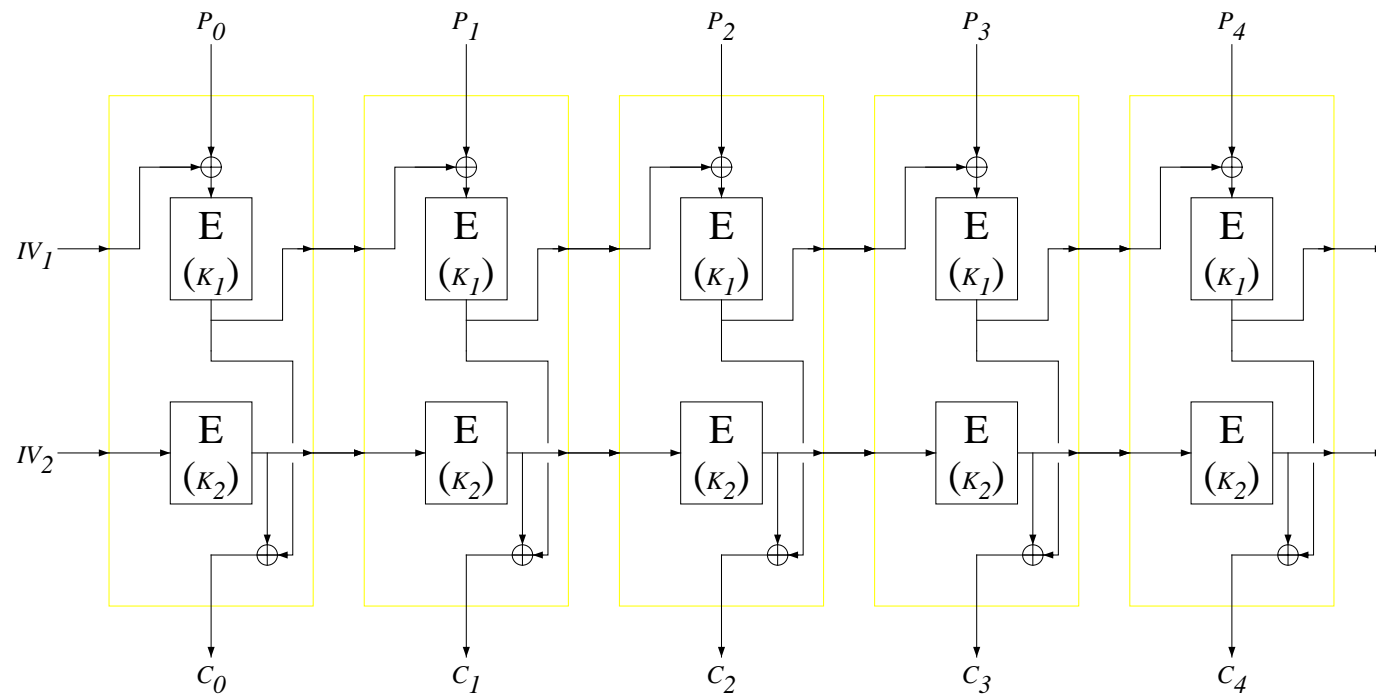 P0 P1 P2 P3 P4
E E E E E
IV1 (K1) (K1) (K1) (K1) (K1)
E E E E E
IV2 (K2) (K2) (K2) (K2) (K2)
C0 C1 C2 C3 C4